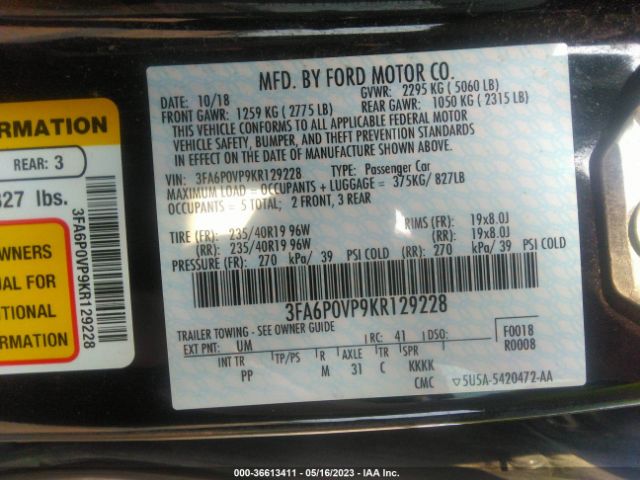 ORMATION
REAR: 3
827 lbs.
OWNERS
UAL FOR
ITIONAL
ORMATION
3FA6P0VP9KR129228
MFD. BY FORD MOTOR CO.
DATE: 10/18 GVWR: 2295 KG ( 5060 LB)
FRONT GAWR: 1259 KG ( 2775 LB) REAR GAWR: 1050 KG ( 2315 LB)
THIS VEHICLE CONFORMS TO ALL APPLICABLE FEDERAL MOTOR
VEHICLE SAFETY, BUMPER, AND THEFT PREVENTION STANDARDS
IN EFFECT ON THE DATE OF MANUFACTURE SHOWN ABOVE.
VIN: 3FA6P0VP9KR129228 TYPE: Passenger Car
MAXIMUM LOAD = OCCUPANTS + LUGGAGE = 375KG/ 827LB
OCCUPANTS = 5 TOTAL; 2 FRONT, 3 REAR
TIRE (FR): 235/40R19 96W RIMS (FR): 19x8.0J
(RR): 235/40R19 96W (RR): 19x8.0J
PRESSURE (FR): 270 kPa/ 39 PSI COLD (RR): 270 kPa/ 39 PSI COLD
3FA6P0VP9KR129228
TRAILER TOWING - SEE OWNER GUIDE
EXT PNT: UM RC: 41 DSO: F0018
R0008
INT TR TP/PS R AXLE TR SPR
PP M 31 C KKKK
CMC ▽5U5A-5420472-AA
000-36613411 - 05/16/2023 - IAA Inc.